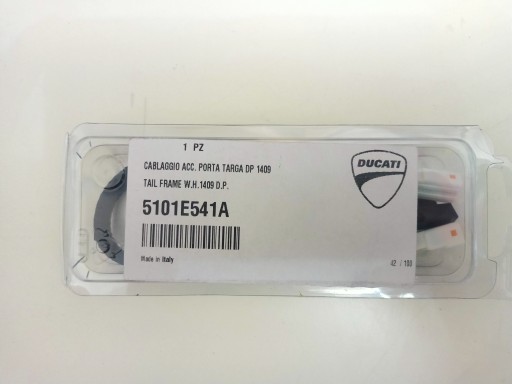 1 PZ
CABLAGGIO ACC. PORTA TARGA DP 1409
TAIL FRAME W.H.1409 D.P.
DUCATI
5101E541A
Made in Italy
42 / 100